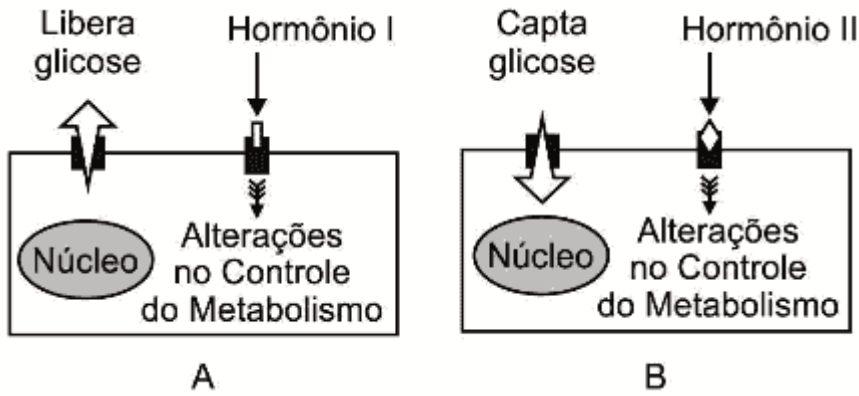 Libera
glicose
Hormônio I
Núcleo
Alterações
no Controle
do Metabolismo
A
Capta
glicose
Hormônio II
Núcleo
Alterações
no Controle
do Metabolismo
B